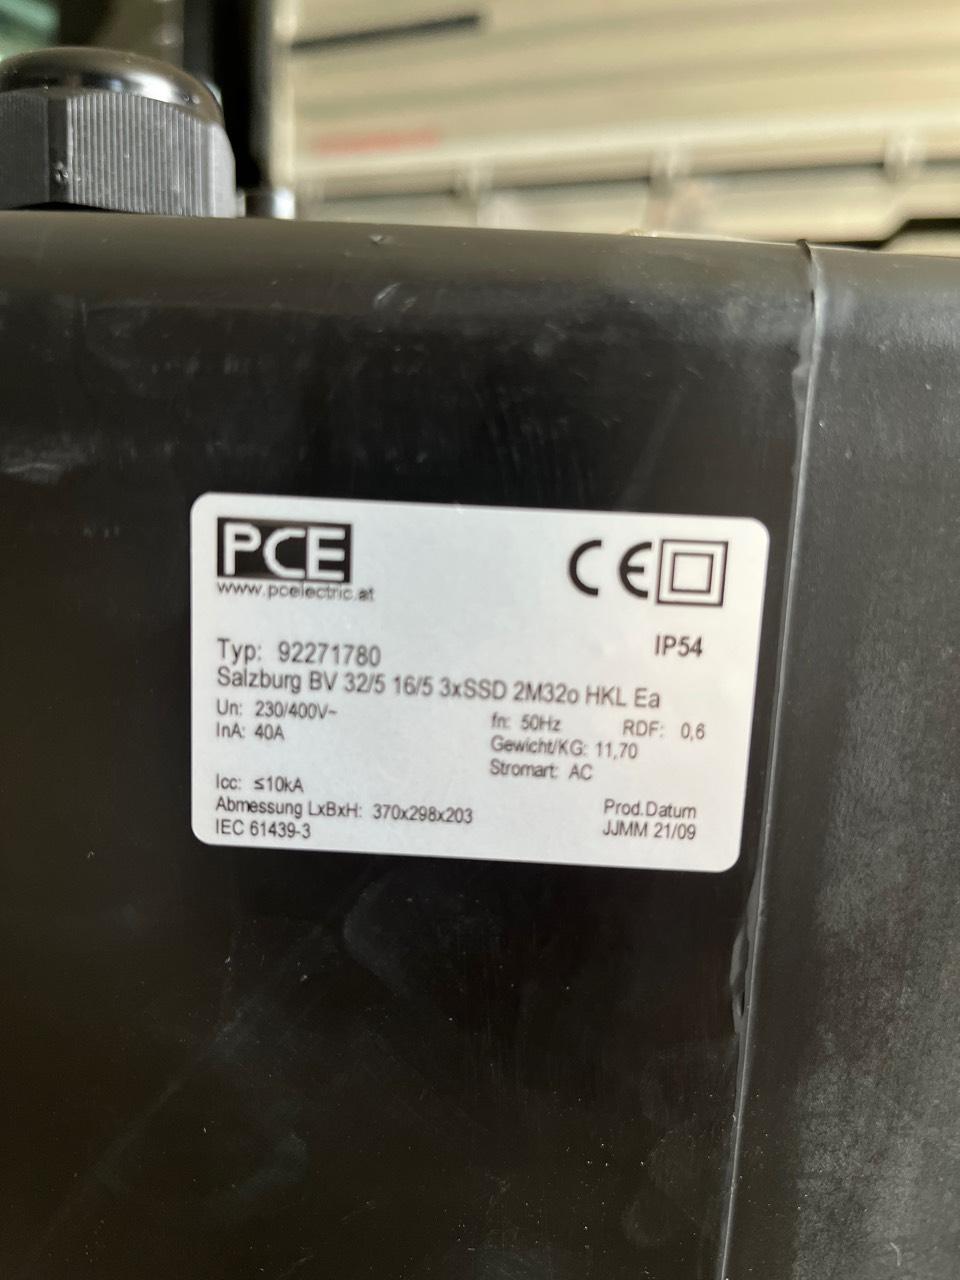 PCE
www.pcelectric.at
CE
IP54
Typ: 92271780
Salzburg BV 32/5 16/5 3xSSD 2M32o HKL Ea
Un: 230/400V~
fn: 50Hz
RDF: 0,6
InA: 40A
Gewicht/KG: 11,70
Stromart: AC
Icc: ≤10kA
Abmessung LxBxH: 370x298x203
Prod.Datum
IEC 61439-3
JJMM 21/09